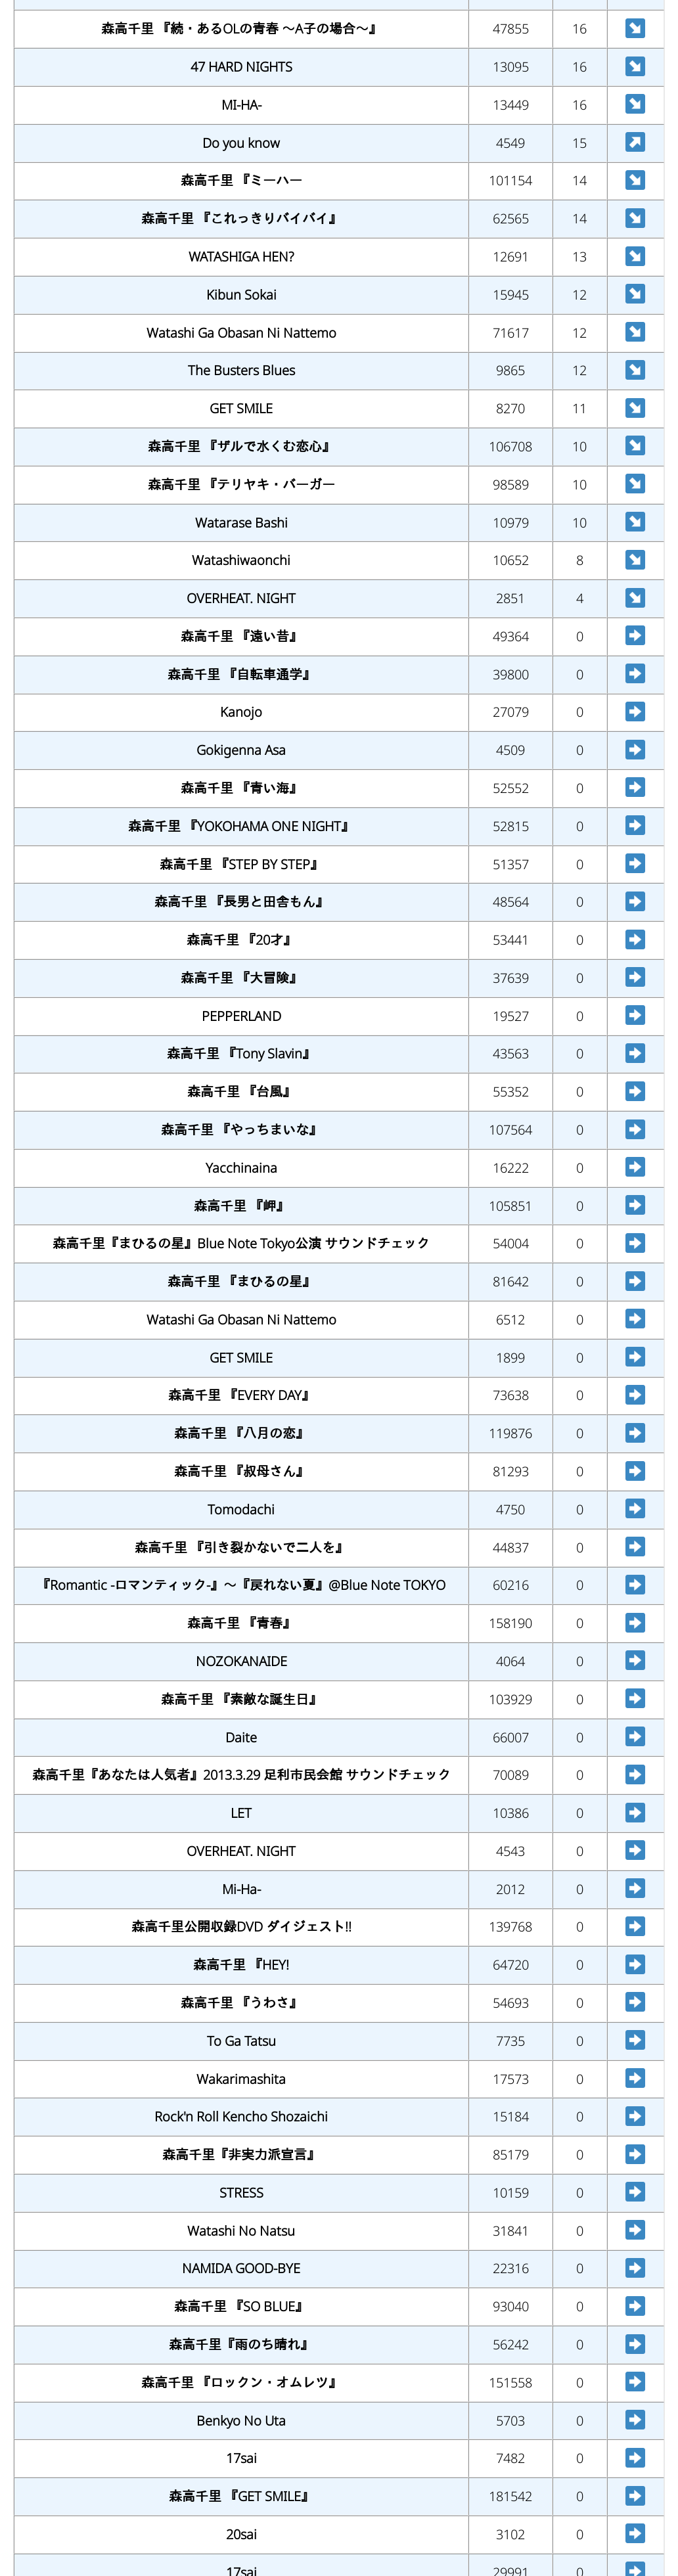 森高千里 『続・あるOLの青春 〜A子の場合〜』 47855 16
47 HARD NIGHTS 13095 16
MI-HA- 13449 16
Do you know 4549 15
森高千里 『ミーハー 101154 14
森高千里 『これっきりバイバイ』 62565 14
WATASHIGA HEN? 12691 13
Kibun Sokai 15945 12
Watashi Ga Obasan Ni Nattemo 71617 12
The Busters Blues 9865 12
GET SMILE 8270 11
森高千里 『ザルで水くむ恋心』 106708 10
森高千里 『テリヤキ・バーガー 98589 10
Watarase Bashi 10979 10
Watashiwaonchi 10652 8
OVERHEAT. NIGHT 2851 4
森高千里 『遠い昔』 49364 0
森高千里 『自転車通学』 39800 0
Kanojo 27079 0
Gokigenna Asa 4509 0
森高千里 『青い海』 52552 0
森高千里 『YOKOHAMA ONE NIGHT』 52815 0
森高千里 『STEP BY STEP』 51357 0
森高千里 『長男と田舎もん』 48564 0
森高千里 『20才』 53441 0
森高千里 『大冒険』 37639 0
PEPPERLAND 19527 0
森高千里 『Tony Slavin』 43563 0
森高千里 『台風』 55352 0
森高千里 『やっちまいな』 107564 0
Yacchinaina 16222 0
森高千里 『岬』 105851 0
森高千里『まひるの星』Blue Note Tokyo公演 サウンドチェック 54004 0
森高千里 『まひるの星』 81642 0
Watashi Ga Obasan Ni Nattemo 6512 0
GET SMILE 1899 0
森高千里 『EVERY DAY』 73638 0
森高千里 『八月の恋』 119876 0
森高千里 『叔母さん』 81293 0
Tomodachi 4750 0
森高千里 『引き裂かないで二人を』 44837 0
『Romantic -ロマンティック-』〜『戻れない夏』@Blue Note TOKYO 60216 0
森高千里 『青春』 158190 0
NOZOKANAIDE 4064 0
森高千里 『素敵な誕生日』 103929 0
Daite 66007 0
森高千里『あなたは人気者』2013.3.29 足利市民会館 サウンドチェック 70089 0
LET 10386 0
OVERHEAT. NIGHT 4543 0
Mi-Ha- 2012 0
森高千里公開収録DVD ダイジェスト!! 139768 0
森高千里 『HEY! 64720 0
森高千里 『うわさ』 54693 0
To Ga Tatsu 7735 0
Wakarimashita 17573 0
Rock'n Roll Kencho Shozaichi 15184 0
森高千里『非実力派宣言』 85179 0
STRESS 10159 0
Watashi No Natsu 31841 0
NAMIDA GOOD-BYE 22316 0
森高千里 『SO BLUE』 93040 0
森高千里『雨のち晴れ』 56242 0
森高千里 『ロックン・オムレツ』 151558 0
Benkyo No Uta 5703 0
17sai 7482 0
森高千里 『GET SMILE』 181542 0
20sai 3102 0
17sai 29991 0